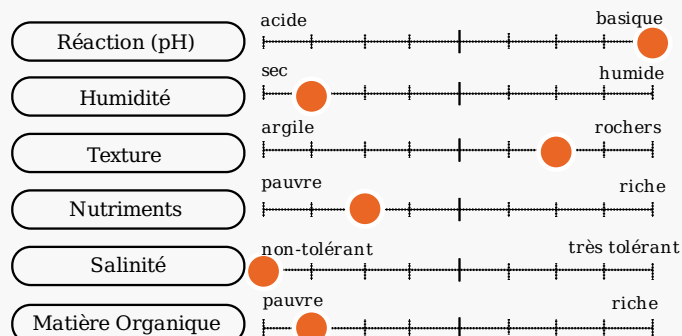 acide basique
Réaction (pH)
sec humide
Humidité
argile rochers
Texture
pauvre riche
Nutriments
non-tolérant très tolérant
Salinité
pauvre riche
Matière Organique